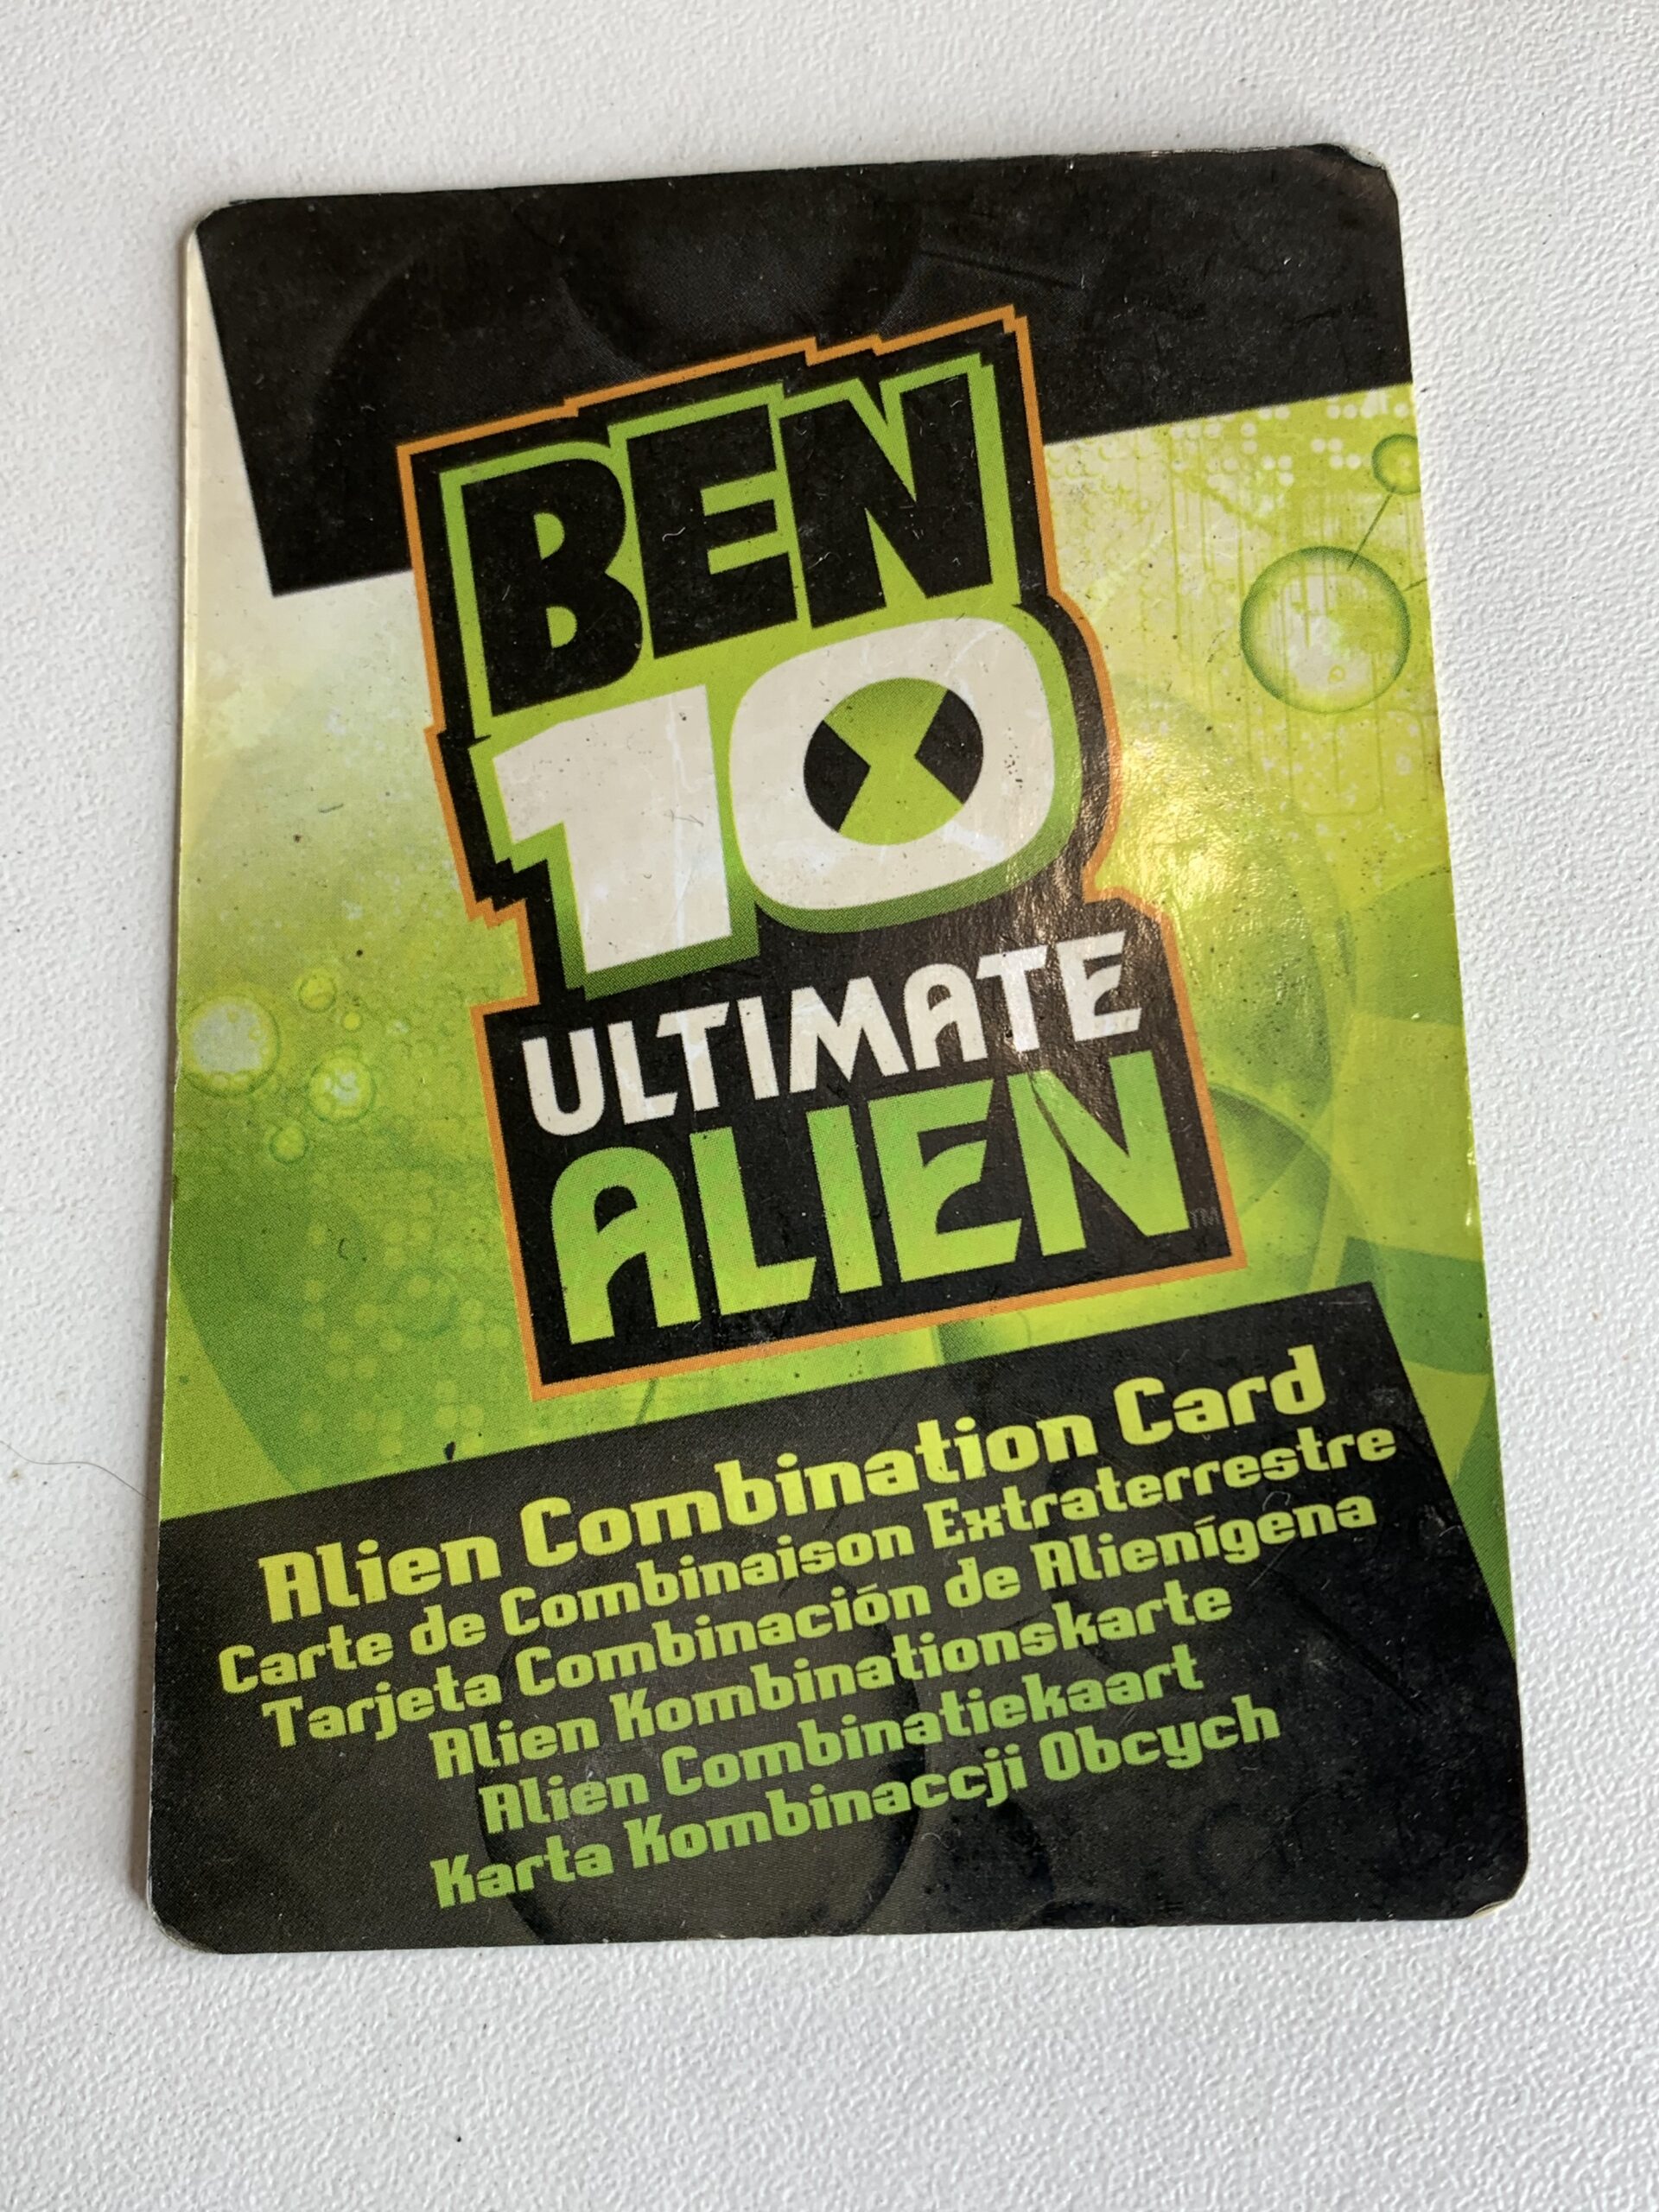 BEN
10
ULTIMATE
ALIEN
TM
Alien Combination Card
Carte de Combinaison Extraterrestre
Tarjeta Combinación de Alienígena
Alien Kombinationskarte
Alien Combinatiekaart
Karta Kombinaccji Obcych